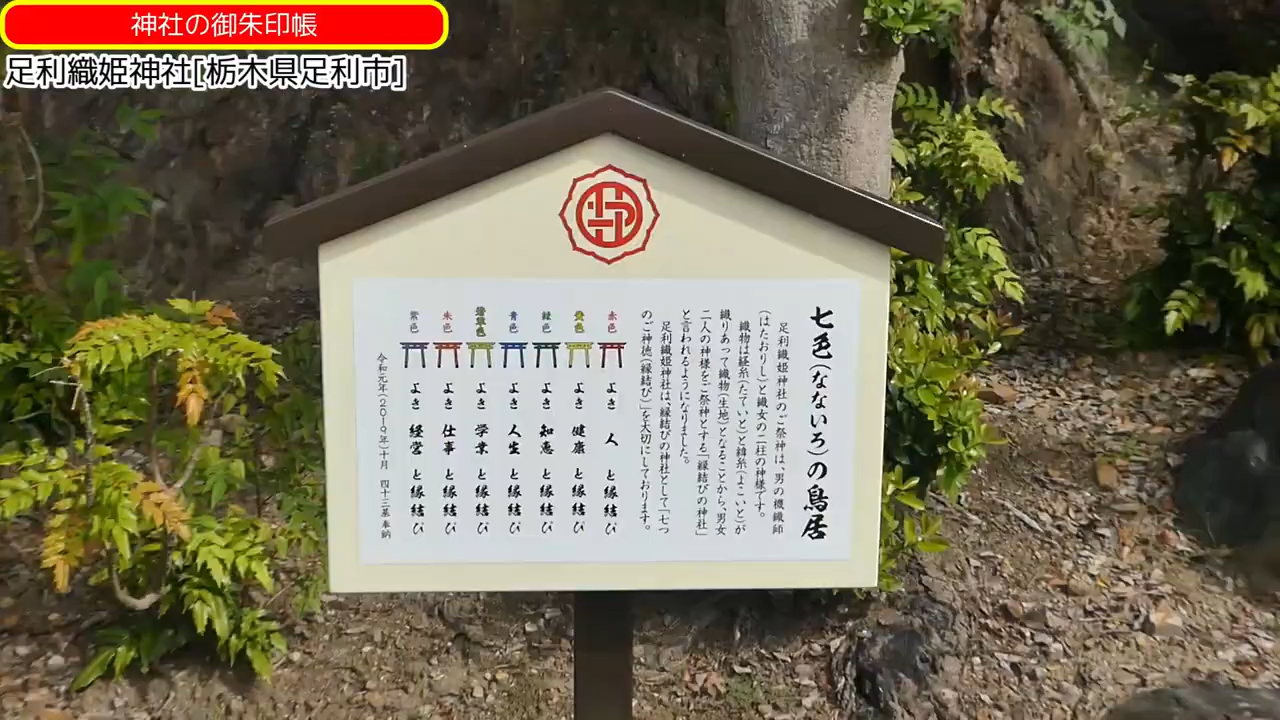 神社の御朱印帳
足利織姫神社[栃木県足利市]
七色(なないろ)の鳥居
足利織姫神社のご祭神は、男の機織師
(はたおりし)と織女の二柱の神様です。
織物は経糸(たていと)と緯糸(よこいと)が
織りあって織物(生地)となることから、男女
二人の神様をご祭神とする「縁結びの神社」
と言われるようになりました。
足利織姫神社は、縁結びの神社として「七つ
のご神徳(縁結び)」を大切にしております。
赤色 よき 人 と縁結び
黄色 よき 健康 と縁結び
緑色 よき 知恵 と縁結び
青色 よき 人生 と縁結び
若草色 よき 学業 と縁結び
朱色 よき 仕事 と縁結び
紫色 よき 経営 と縁結び
令和元年(2019年)十月 四十三基奉納